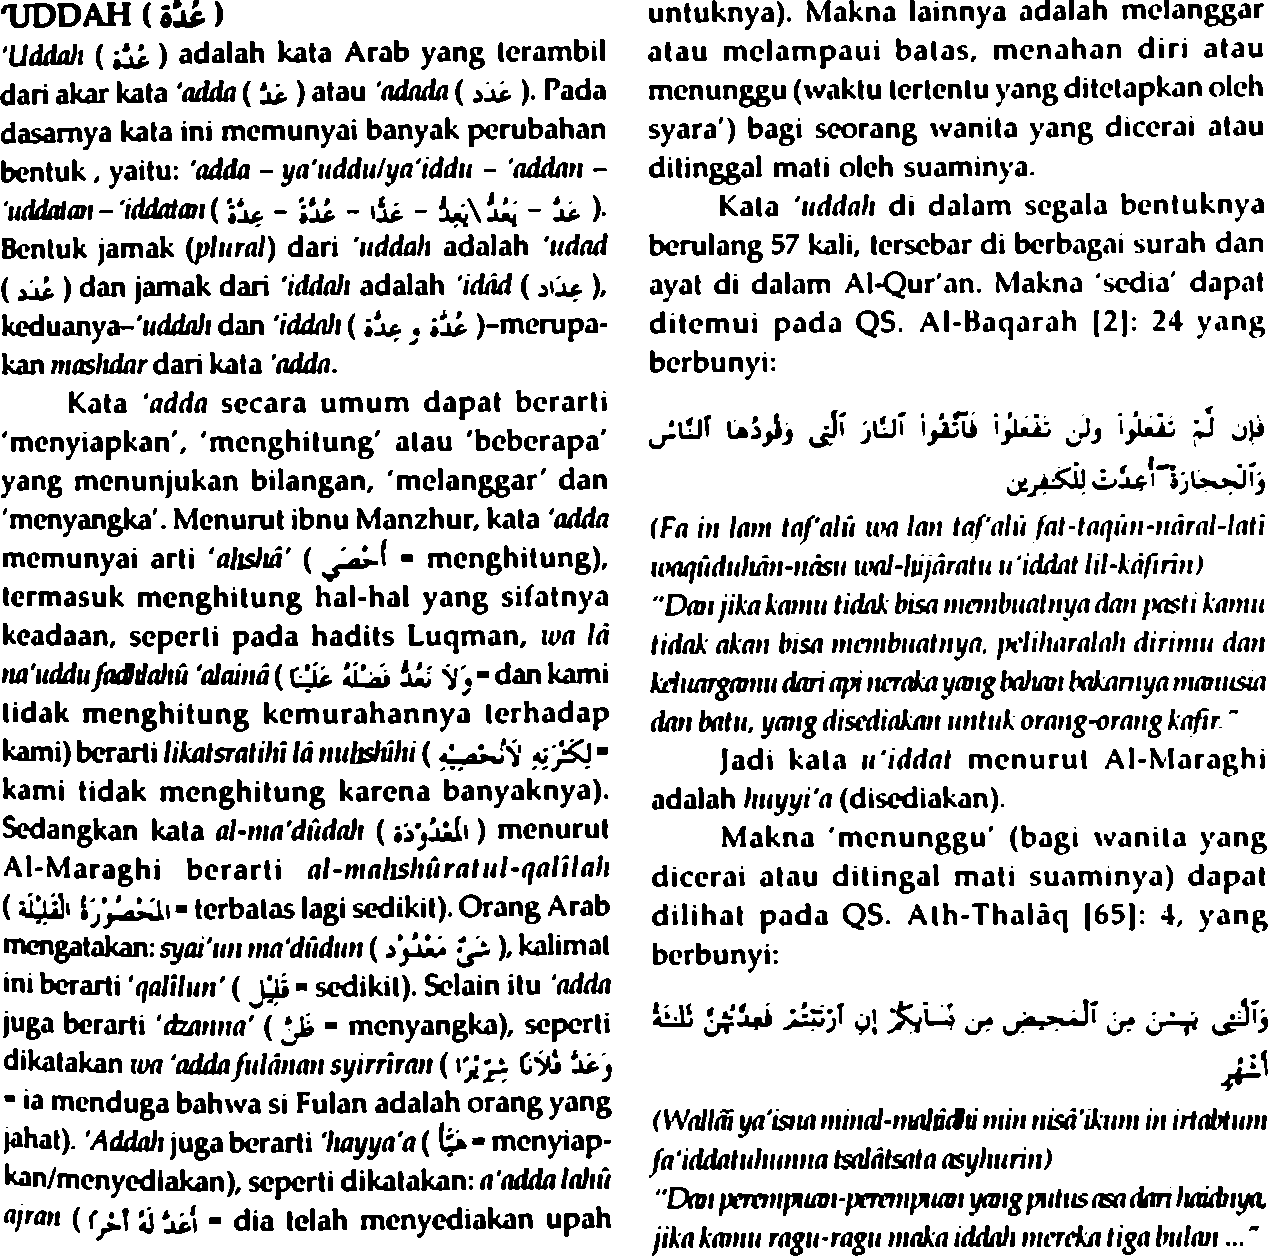 'UDDAH ( عُدَّة )
'Uddah ( عُدَّة ) adalah kata Arab yang terambil
dari akar kata 'adda ( عَدَّ ) atau 'adada ( عَدَدَ ). Pada
dasarnya kata ini memunyai banyak perubahan
bentuk , yaitu: 'adda – ya'uddu/ya'iddu – 'addan –
'uddatan – 'iddatan ( عَدَّ – يَعُدُّ\يَعِدُّ – عَدًّا – عُدَّةً – عِدَّةً ).
Bentuk jamak (plural) dari 'uddah adalah 'udad
( عُدَد ) dan jamak dari 'iddah adalah 'idâd ( عِدَاد ),
keduanya–'uddah dan 'iddah ( عُدَّة و عِدَّة )–merupa-
kan mashdar dari kata 'adda.
Kata 'adda secara umum dapat berarti
'menyiapkan', 'menghitung' atau 'beberapa'
yang menunjukan bilangan, 'melanggar' dan
'menyangka'. Menurut ibnu Manzhur, kata 'adda
memunyai arti 'ahshâ' ( أَحْصَى = menghitung),
termasuk menghitung hal-hal yang sifatnya
keadaan, seperti pada hadits Luqman, wa lâ
na'uddu fadhlahû 'alainâ ( وَلاَ نَعُدُّ فَضْلَهُ عَلَيْنَا = dan kami
tidak menghitung kemurahannya terhadap
kami) berarti likatsratihî lâ nuhshîhi ( لِكَثْرَتِهِ لاَنُحْصِيْهِ =
kami tidak menghitung karena banyaknya).
Sedangkan kata al-ma'dûdah ( المَعْدُوْدَة ) menurut
Al-Maraghi berarti al-mahshûratul-qalîlah
( المَحْصُوْرَةُ الْقَلِيْلَة = terbatas lagi sedikit). Orang Arab
mengatakan: syai'un ma'dûdun ( شَيْءٌ مَعْدُوْد ), kalimat
ini berarti 'qalîlun' ( قَلِيْل = sedikit). Selain itu 'adda
juga berarti 'dzanna' ( ظَنَّ = menyangka), seperti
dikatakan wa 'adda fulânan syirrîran ( وَعَدَّ فُلاَنًا شِرِّيْرًا
= ia menduga bahwa si Fulan adalah orang yang
jahat). 'Addah juga berarti 'hayya'a ( هَيَّأَ = menyiap-
kan/menyediakan), seperti dikatakan: a'adda lahû
ajran ( أَعَدَّ لَهُ أَجْرًا = dia telah menyediakan upah
untuknya). Makna lainnya adalah melanggar
atau melampaui batas, menahan diri atau
menunggu (waktu tertentu yang ditetapkan oleh
syara') bagi seorang wanita yang dicerai atau
ditinggal mati oleh suaminya.
Kata 'uddah di dalam segala bentuknya
berulang 57 kali, tersebar di berbagai surah dan
ayat di dalam Al-Qur'an. Makna 'sedia' dapat
ditemui pada QS. Al-Baqarah [2]: 24 yang
berbunyi:
فَإِن لَّمْ تَفْعَلُوا۟ وَلَن تَفْعَلُوا۟ فَٱتَّقُوا۟ ٱلنَّارَ ٱلَّتِى وَقُودُهَا ٱلنَّاسُ
وَٱلْحِجَارَةُ ۖ أُعِدَّتْ لِلْكَٰفِرِينَ
(Fa in lam taf'alû wa lan taf'alû fat-taqûn-nâral-latî
waqûduhân-nâsu wal-hijâratu u'iddat lil-kâfirîn)
"Dan jika kamu tidak bisa membuatnya dan pasti kamu
tidak akan bisa membuatnya, peliharalah dirimu dan
keluargamu dari api neraka yang bahan bakarnya manusia
dan batu, yang disediakan untuk orang-orang kafir."
Jadi kata u'iddat menurut Al-Maraghi
adalah huyyi'a (disediakan).
Makna 'menunggu' (bagi wanita yang
dicerai atau ditingal mati suaminya) dapat
dilihat pada QS. Ath-Thalâq [65]: 4, yang
berbunyi:
وَٱلَّٰٓـِٔى يَئِسْنَ مِنَ ٱلْمَحِيضِ مِن نِّسَآئِكُمْ إِنِ ٱرْتَبْتُمْ فَعِدَّتُهُنَّ ثَلَٰثَةُ
أَشْهُرٍ
(Wallâî ya'isna minal-mahîdhi min nisâ'ikum in irtabtum
fa'iddatuhunna tsalâtsata asyhurin)
"Dan perempuan-perempuan yang putus asa dari haidnya,
jika kamu ragu-ragu maka iddah mereka tiga bulan ..."